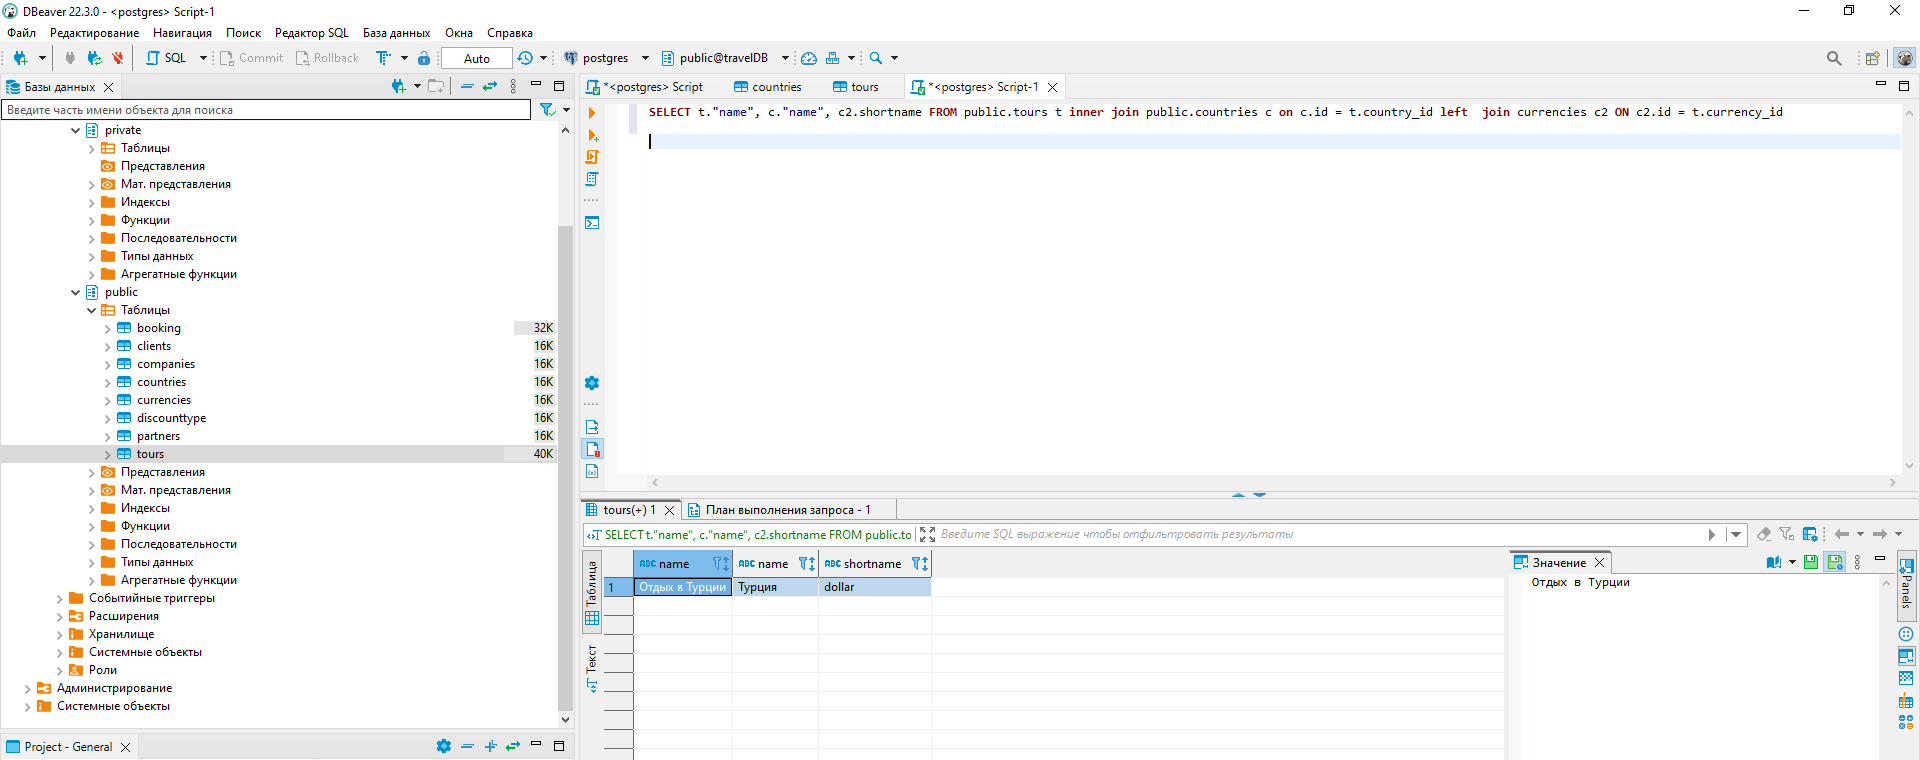 DBeaver 22.3.0 - <postgres> Script-1
Файл Редактирование Навигация Поиск Редактор SQL База данных Окна Справка
SQL Commit Rollback Auto postgres public@travelDB
Базы данных
Введите часть имени объекта для поиска
private
Таблицы
Представления
Мат. представления
Индексы
Функции
Последовательности
Типы данных
Агрегатные функции
public
Таблицы
booking 32K
clients 16K
companies 16K
countries 16K
currencies 16K
discounttype 16K
partners 16K
tours 40K
Представления
Мат. представления
Индексы
Функции
Последовательности
Типы данных
Агрегатные функции
Событийные триггеры
Расширения
Хранилище
Системные объекты
Роли
Администрирование
Системные объекты
Project - General
*<postgres> Script countries tours *<postgres> Script-1
SELECT t."name", c."name", c2.shortname FROM public.tours t inner join public.countries c on c.id = t.country_id left  join currencies c2 ON c2.id = t.currency_id
tours(+) 1 План выполнения запроса - 1
SELECT t."name", c."name", c2.shortname FROM public.to Введите SQL выражение чтобы отфильтровать результаты
Таблица
Текст
ABC name ABC name ABC shortname
1 Отдых в Турции Турция dollar
Значение
Отдых в Турции
Panels